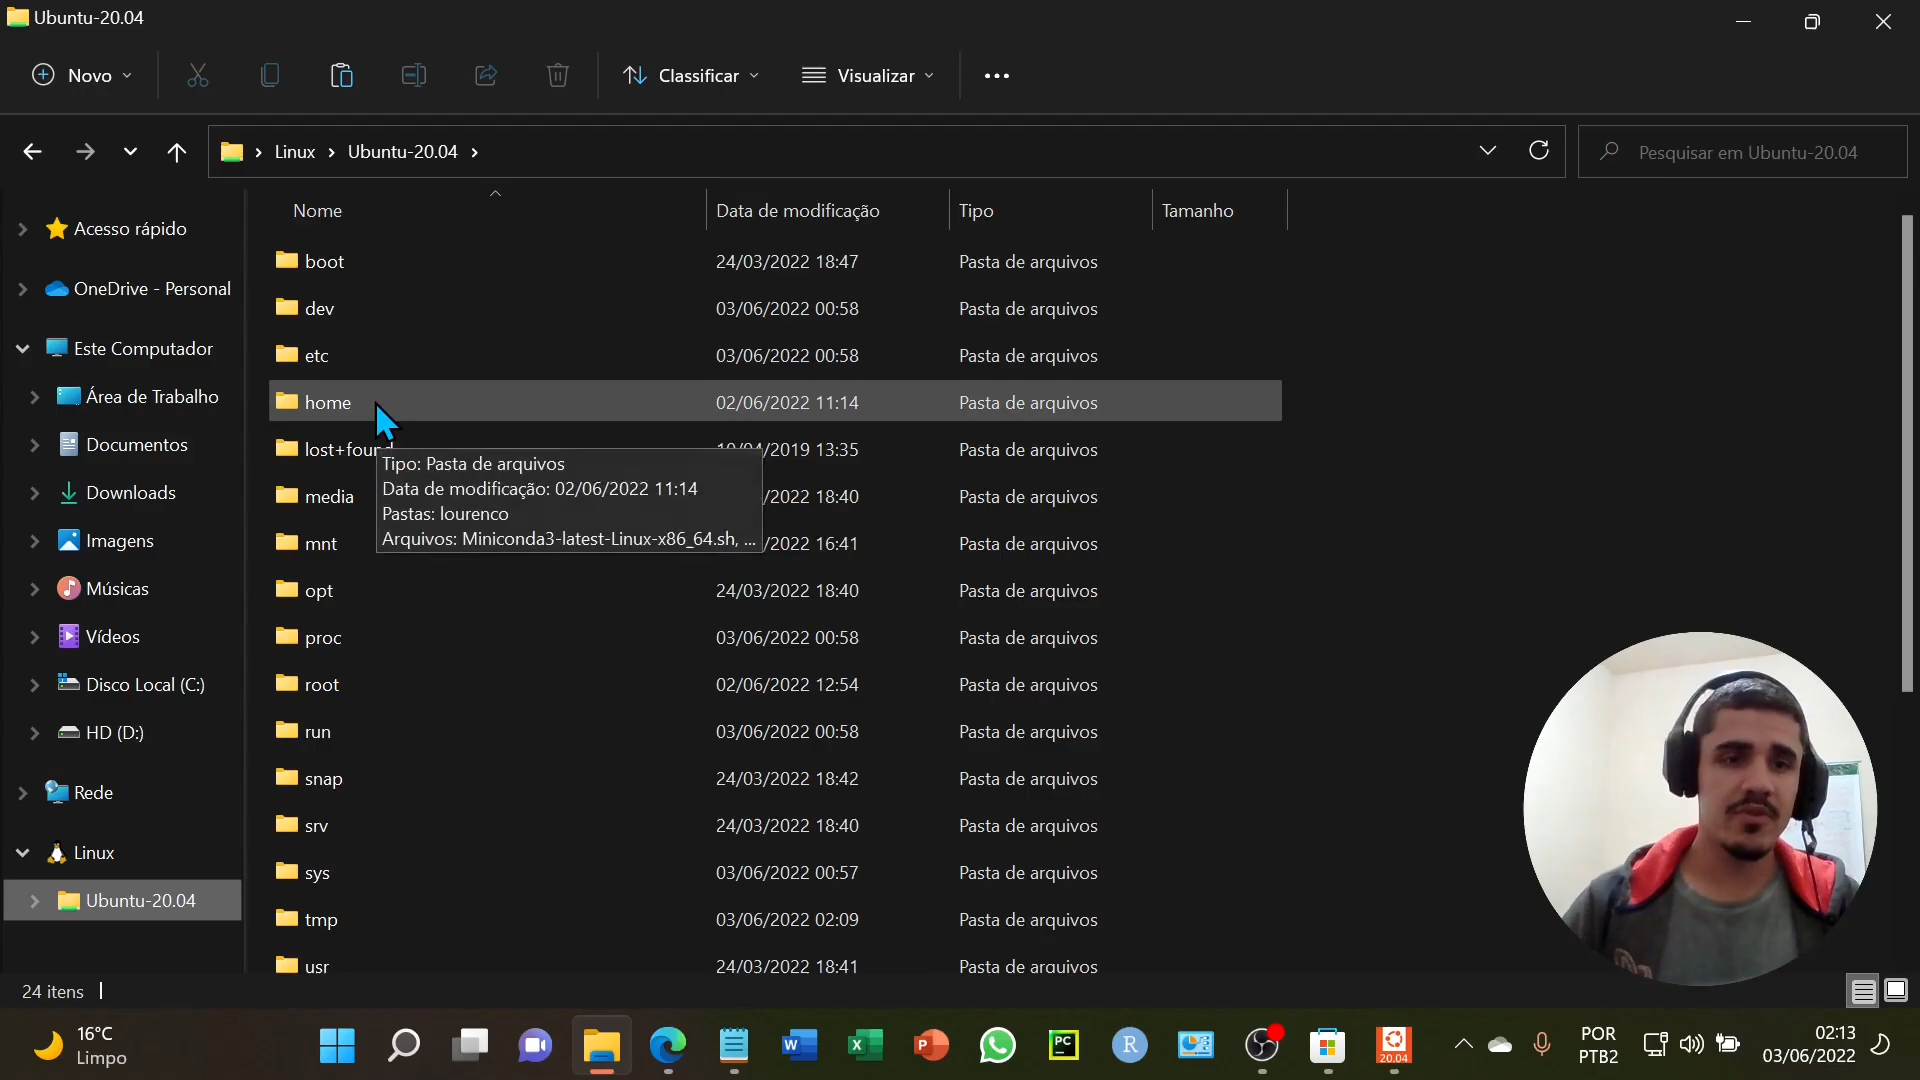 Ubuntu-20.04
Novo
Classificar
Visualizar
Linux
Ubuntu-20.04
Pesquisar em Ubuntu-20.04
Nome
Data de modificação
Tipo
Tamanho
Acesso rápido
OneDrive - Personal
Este Computador
Área de Trabalho
Documentos
Downloads
Imagens
Músicas
Vídeos
Disco Local (C:)
HD (D:)
Rede
Linux
Ubuntu-20.04
boot 24/03/2022 18:47 Pasta de arquivos
dev 03/06/2022 00:58 Pasta de arquivos
etc 03/06/2022 00:58 Pasta de arquivos
home 02/06/2022 11:14 Pasta de arquivos
lost+found /2019 13:35 Pasta de arquivos
media /2022 18:40 Pasta de arquivos
mnt /2022 16:41 Pasta de arquivos
opt 24/03/2022 18:40 Pasta de arquivos
proc 03/06/2022 00:58 Pasta de arquivos
root 02/06/2022 12:54 Pasta de arquivos
run 03/06/2022 00:58 Pasta de arquivos
snap 24/03/2022 18:42 Pasta de arquivos
srv 24/03/2022 18:40 Pasta de arquivos
sys 03/06/2022 00:57 Pasta de arquivos
tmp 03/06/2022 02:09 Pasta de arquivos
usr 24/03/2022 18:41 Pasta de arquivos
Tipo: Pasta de arquivos
Data de modificação: 02/06/2022 11:14
Pastas: lourenco
Arquivos: Miniconda3-latest-Linux-x86_64.sh, ...
24 itens
16°C
Limpo
W
X
P
PC
R
20.04
POR
PTB2
02:13
03/06/2022